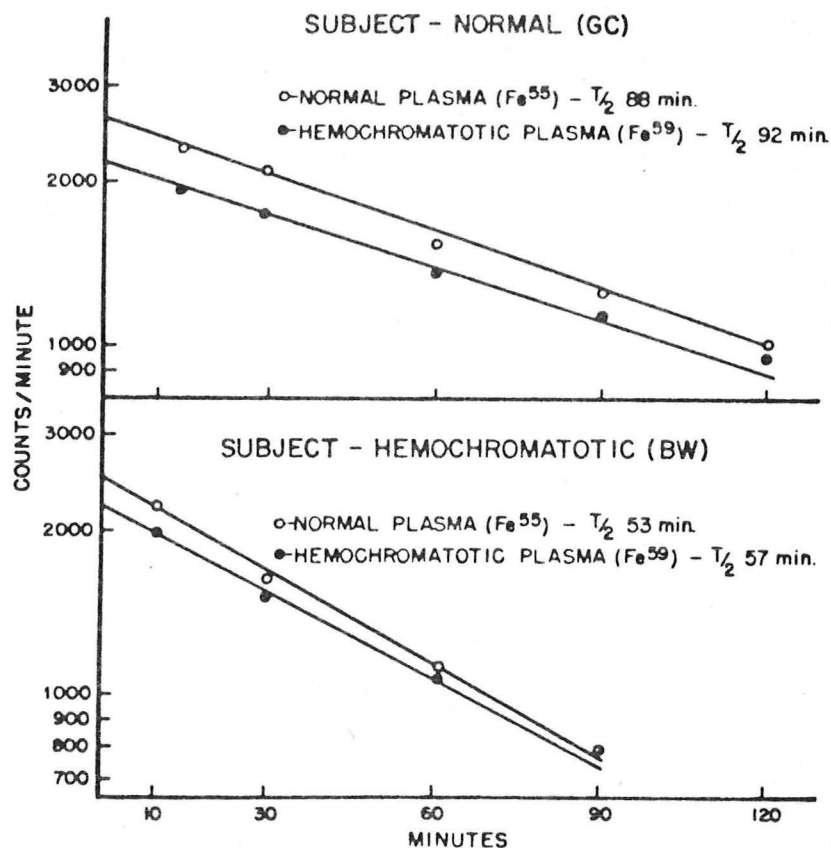 SUBJECT - NORMAL (GC)
3000
o-NORMAL PLASMA (Fe55) - T/2 88 min.
●-HEMOCHROMATOTIC PLASMA (Fe59) - T/2 92 min
2000
1000
900
COUNTS/MINUTE
3000
SUBJECT - HEMOCHROMATOTIC (BW)
o-NORMAL PLASMA (Fe55) - T/2 53 min.
●-HEMOCHROMATOTIC PLASMA (Fe59) - T/2 57 min.
2000
1000
900
800
700
10 30 60 90 120
MINUTES